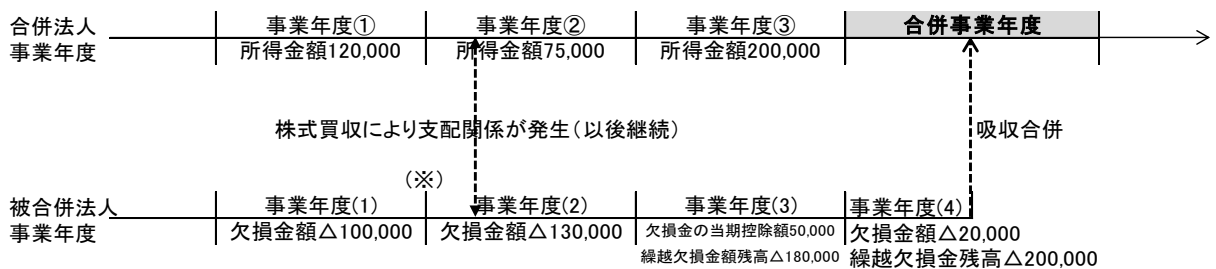 合併法人 事業年度① 事業年度② 事業年度③ 合併事業年度
事業年度 所得金額120,000 所得金額75,000 所得金額200,000
株式買収により支配関係が発生(以後継続) 吸収合併
(※)
被合併法人 事業年度(1) 事業年度(2) 事業年度(3) 事業年度(4)
事業年度 欠損金額△100,000 欠損金額△130,000 欠損金の当期控除額50,000 欠損金額△20,000
繰越欠損金額残高△180,000 繰越欠損金残高△200,000